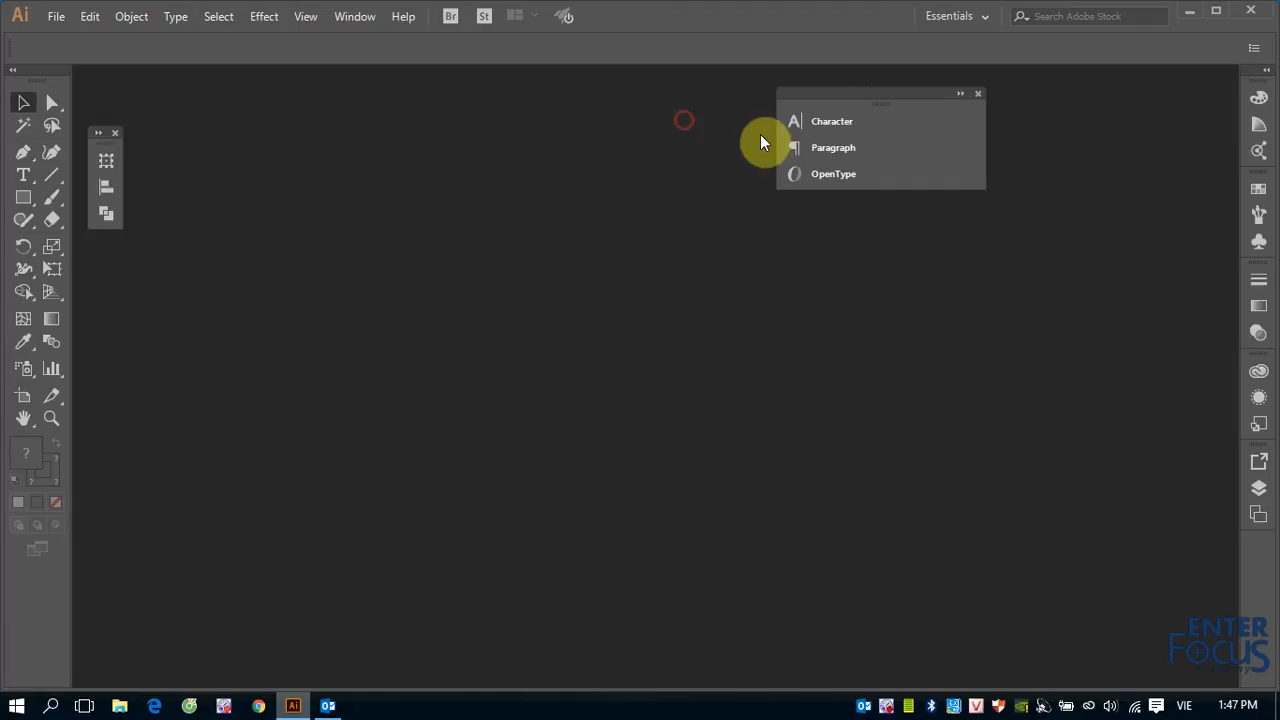 Ai File Edit Object Type Select Effect View Window Help Br St Essentials Search Adobe Stock
Character
Paragraph
OpenType
?
?
? ?
ENTER
FOCUS
VIE 1:47 PM